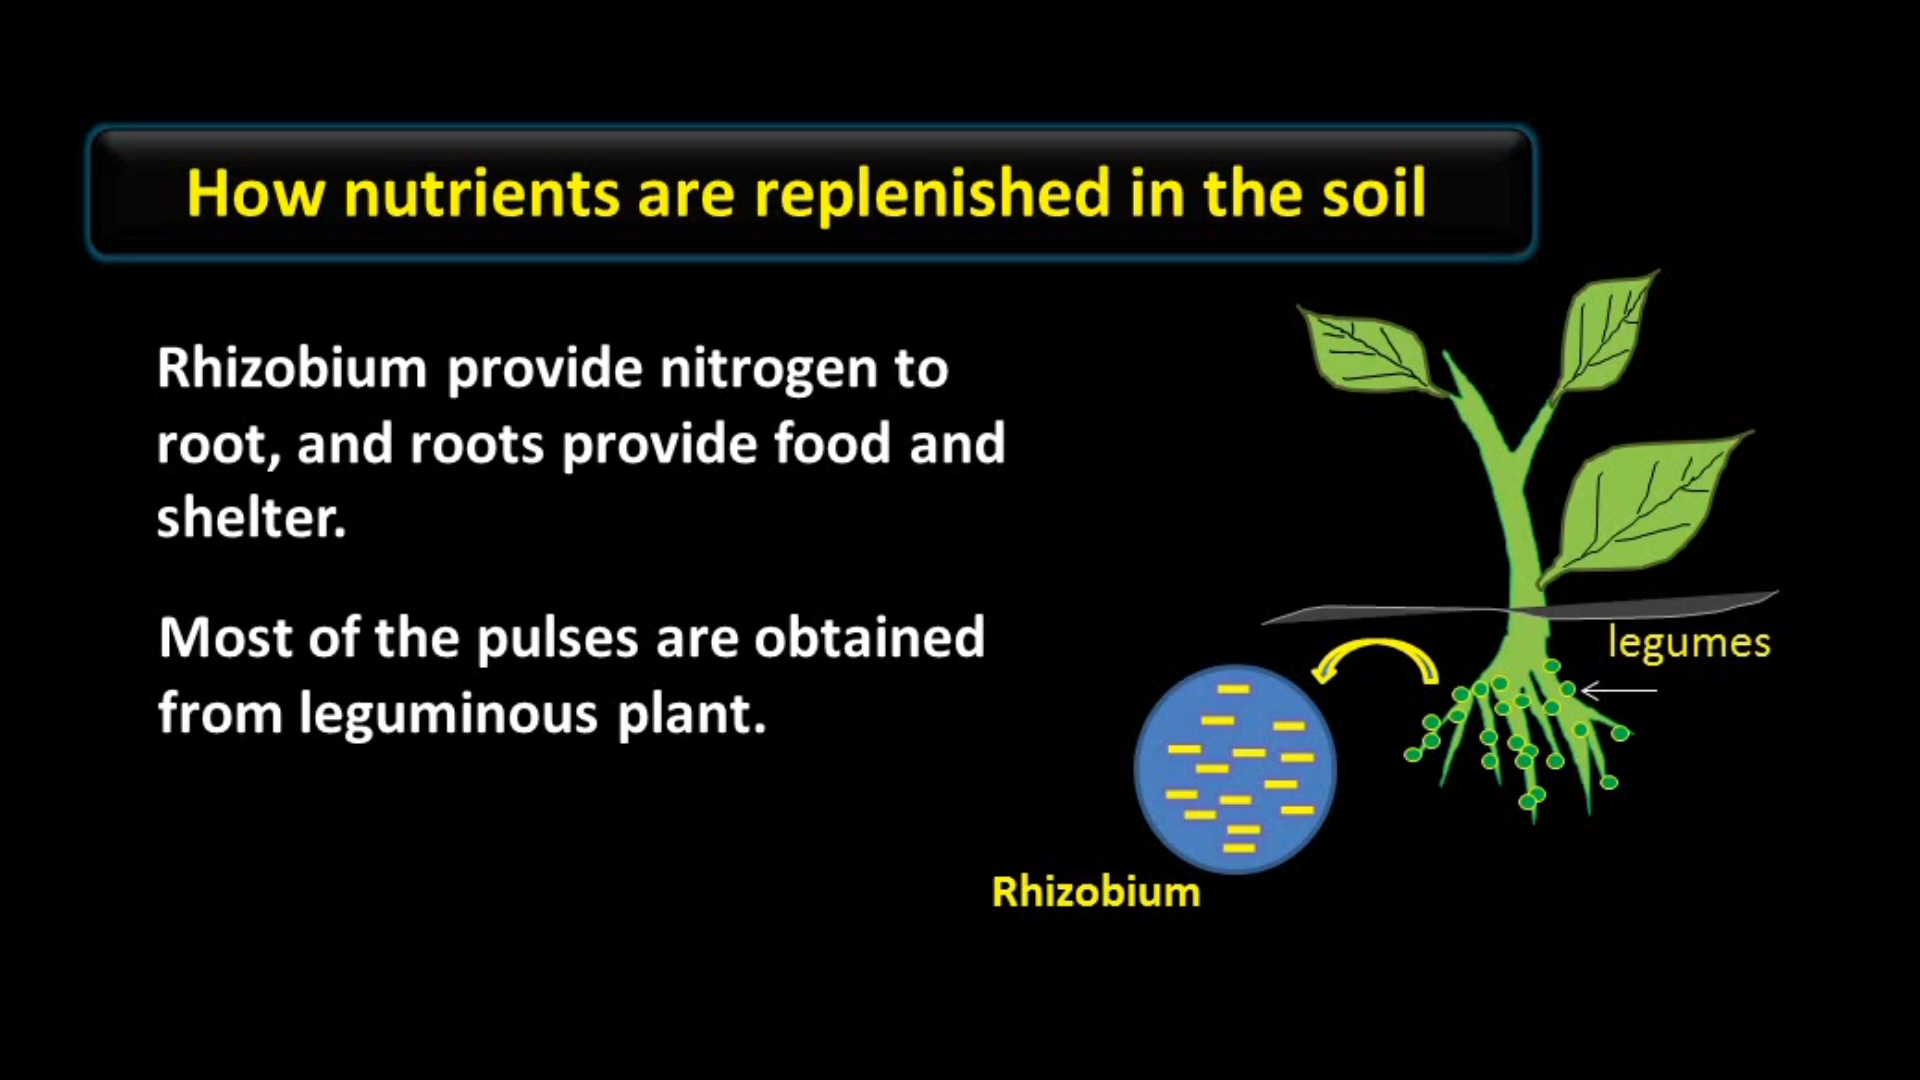 How nutrients are replenished in the soil
Rhizobium provide nitrogen to
root, and roots provide food and
shelter.
Most of the pulses are obtained
from leguminous plant.
legumes
Rhizobium